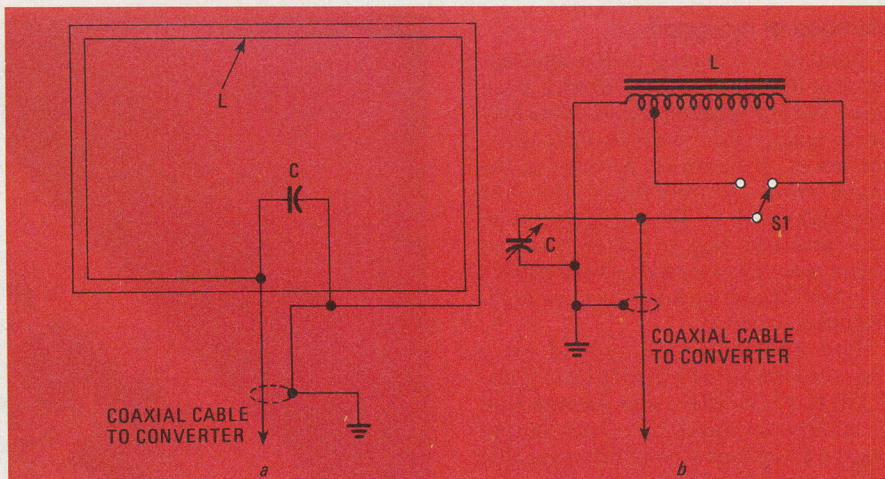 L
C
COAXIAL CABLE
TO CONVERTER
a
L
S1
C
COAXIAL CABLE
TO CONVERTER
b